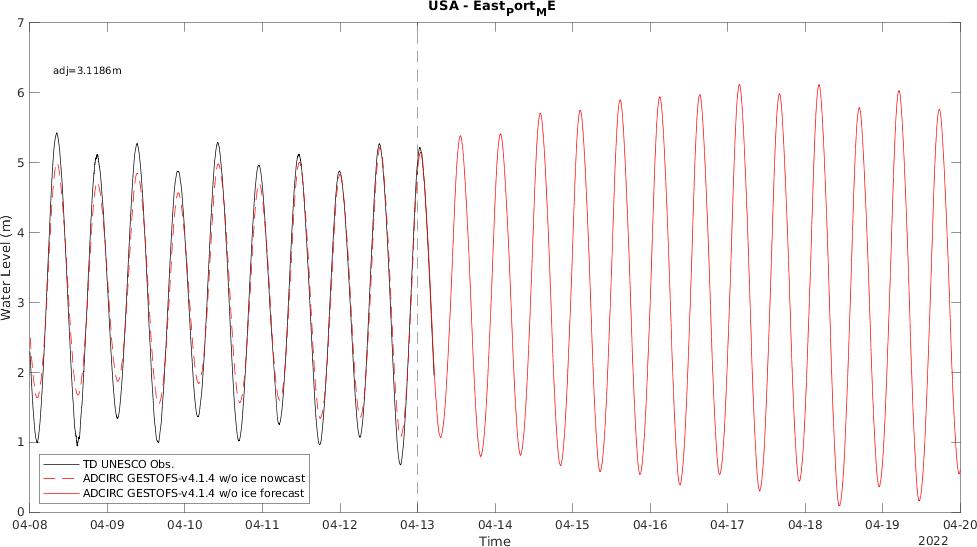 USA - EastPortME
adj=3.1186m
Water Level (m)
7
6
5
4
3
2
1
0
TD UNESCO Obs.
ADCIRC GESTOFS-v4.1.4 w/o ice nowcast
ADCIRC GESTOFS-v4.1.4 w/o ice forecast
04-08 04-09 04-10 04-11 04-12 04-13 04-14 04-15 04-16 04-17 04-18 04-19 04-20
Time
2022